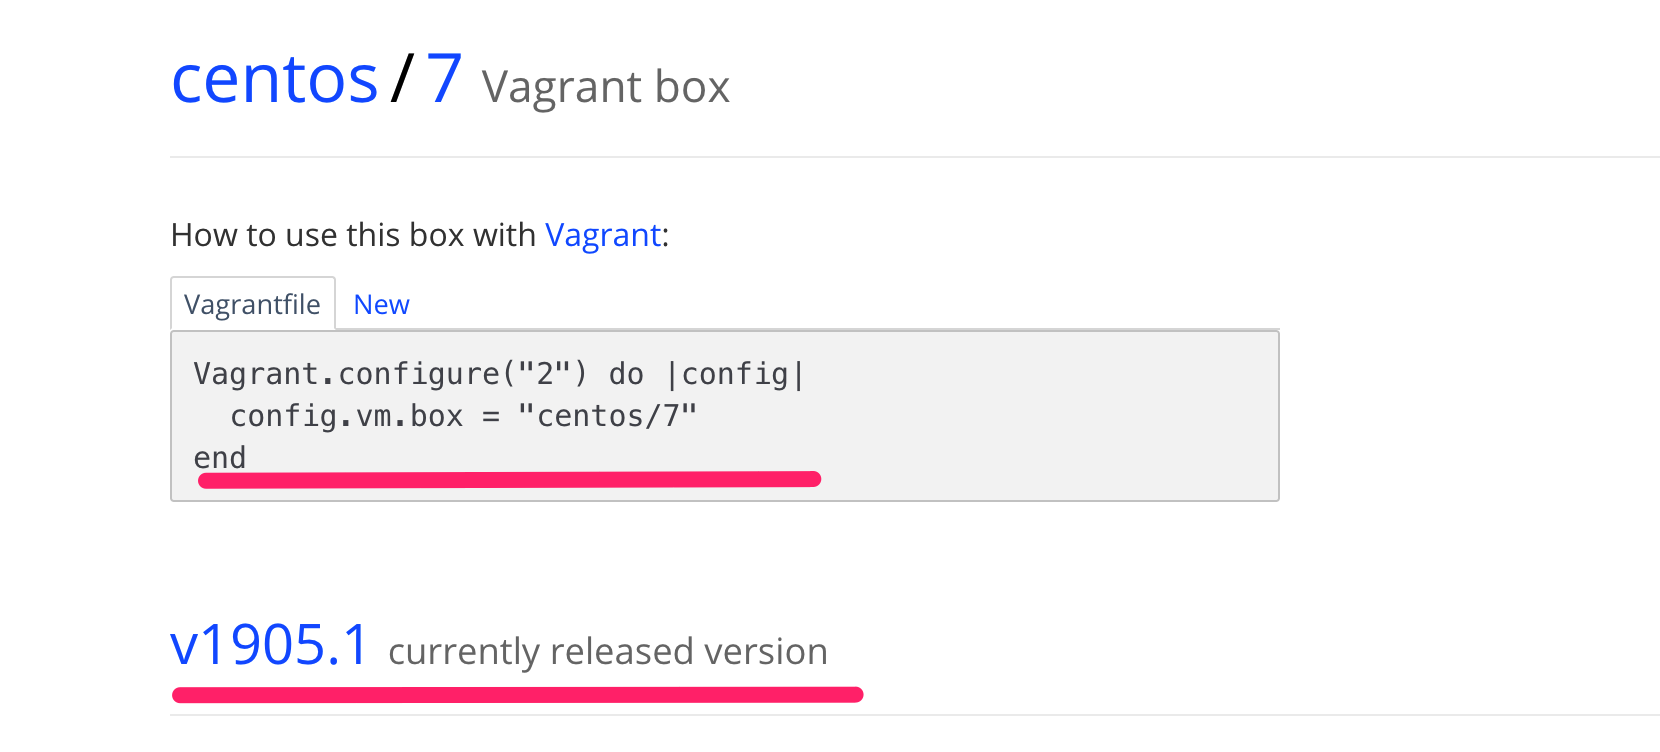 centos / 7 Vagrant box
How to use this box with Vagrant:
Vagrantfile New
Vagrant.configure("2") do |config|
  config.vm.box = "centos/7"
end
v1905.1 currently released version